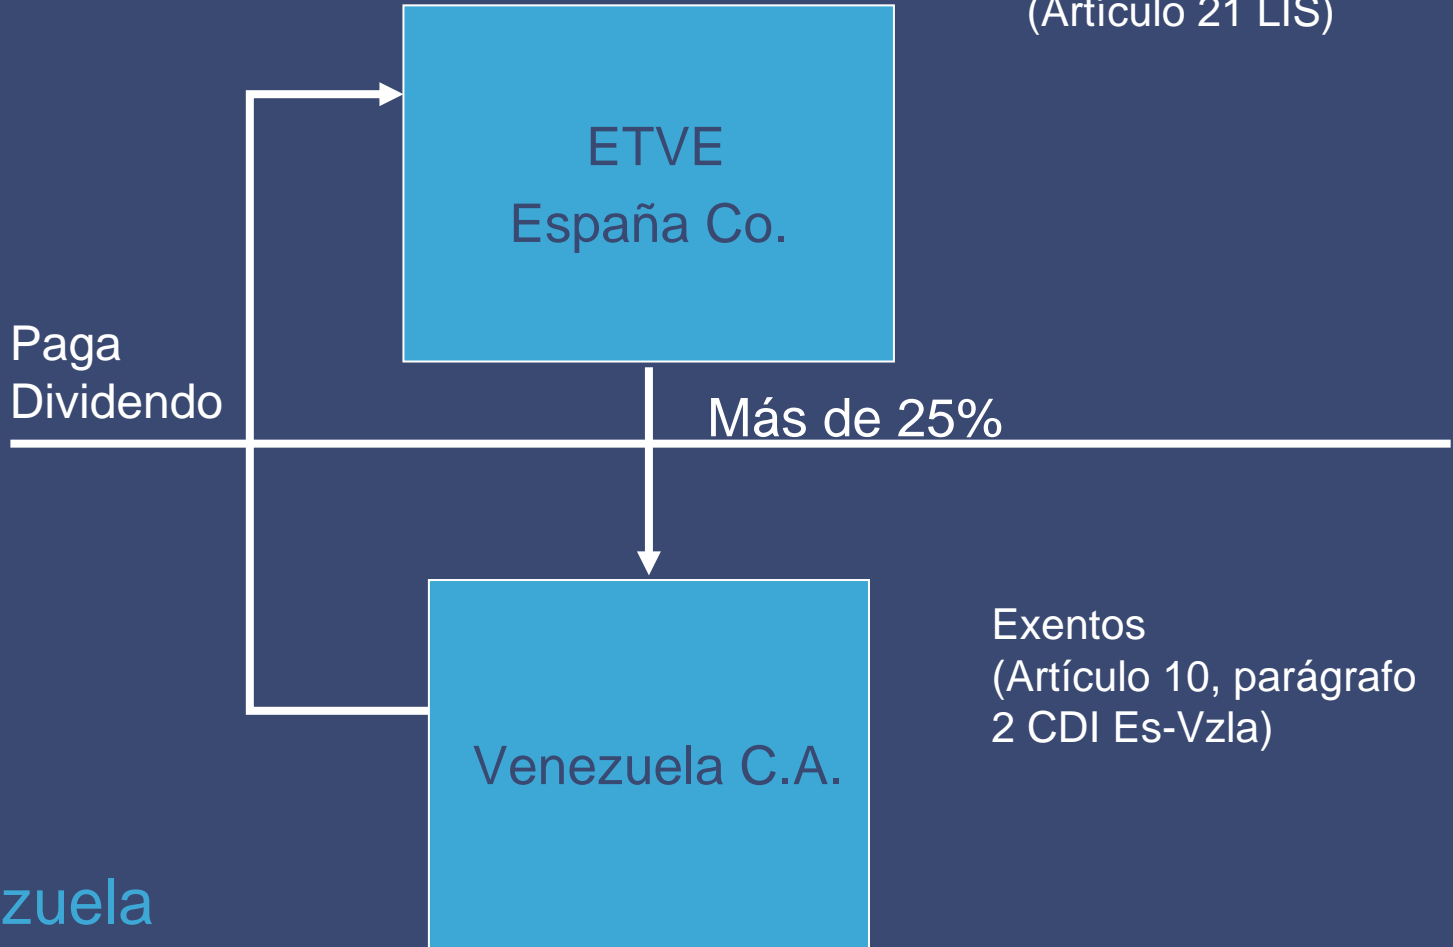 (Artículo 21 LIS)
ETVE
España Co.
Paga
Dividendo
Más de 25%
Exentos
(Artículo 10, parágrafo
2 CDI Es-Vzla)
Venezuela C.A.
zuela